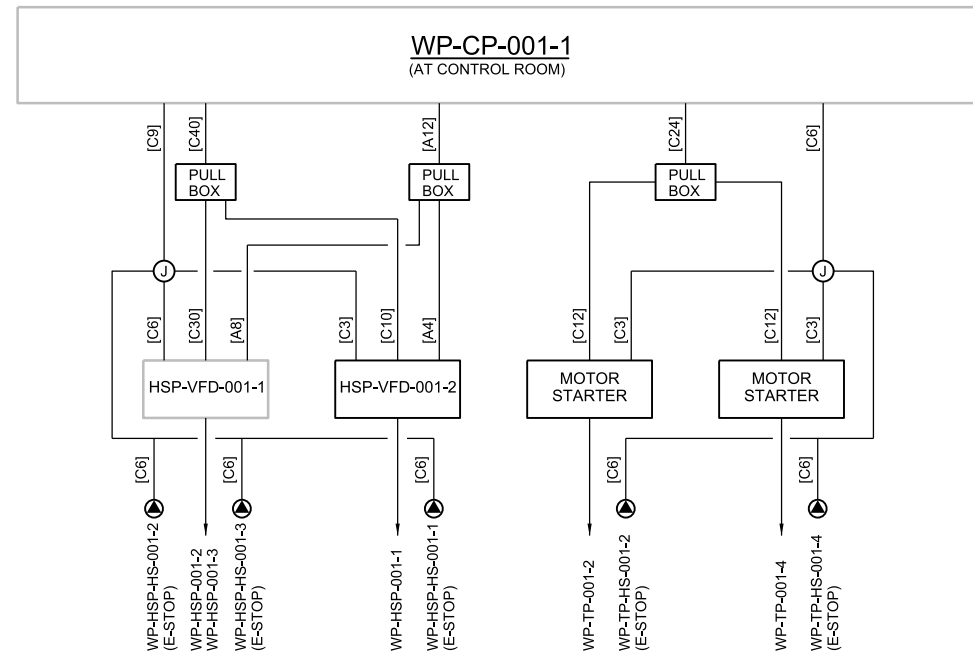 WP-CP-001-1
(AT CONTROL ROOM)
[C9]
[C40]
[A12]
[C24]
[C6]
PULL
BOX
PULL
BOX
PULL
BOX
J
J
[C6]
[C30]
[A8]
[C3]
[C10]
[A4]
[C12]
[C3]
[C12]
[C3]
HSP-VFD-001-1
HSP-VFD-001-2
MOTOR
STARTER
MOTOR
STARTER
[C6]
[C6]
[C6]
[C6]
[C6]
WP-HSP-HS-001-2
(E-STOP)
WP-HSP-001-2
WP-HSP-001-3
WP-HSP-HS-001-3
(E-STOP)
WP-HSP-001-1
WP-HSP-HS-001-1
(E-STOP)
WP-TP-001-2
WP-TP-HS-001-2
(E-STOP)
WP-TP-001-4
WP-TP-HS-001-4
(E-STOP)